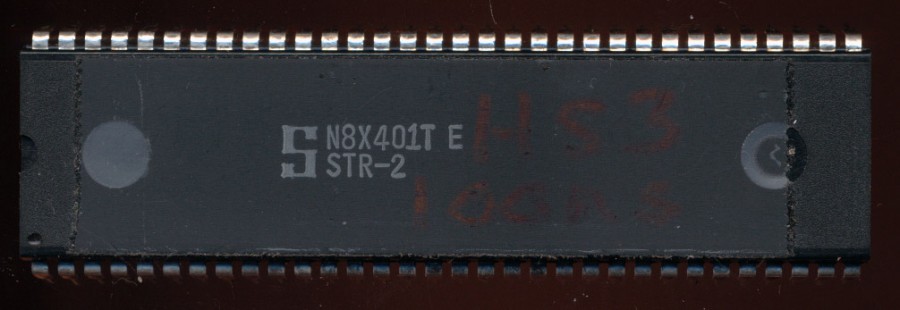 N8X401T E
STR-2
HS3
100ns